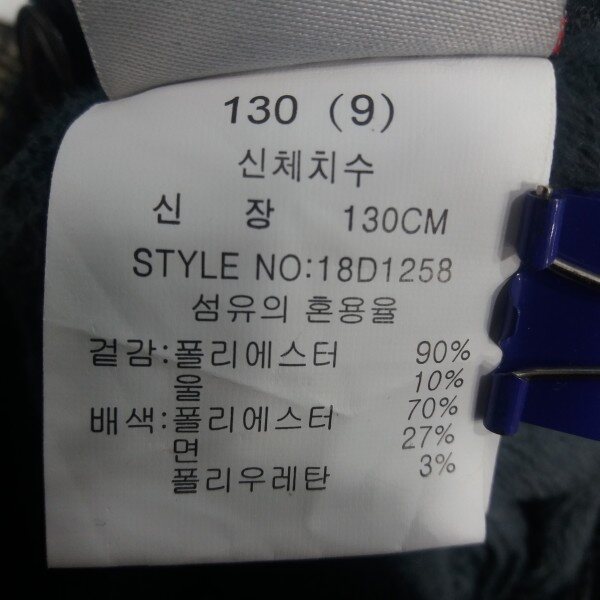 130 (9)
신체치수
신 장 130CM
STYLE NO:18D1258
섬유의 혼용율
겉감:폴리에스터 90%
울 10%
배색:폴리에스터 70%
면 27%
폴리우레탄 3%